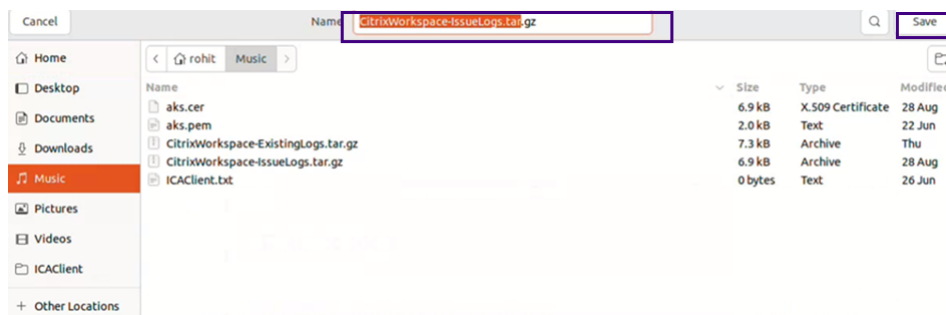 Cancel Name CitrixWorkspace-IssueLogs.tar.gz Save
Home
Desktop
Documents
Downloads
Music
Pictures
Videos
ICAClient
+ Other Locations
< rohit Music >
Name Size Type Modified
aks.cer 6.9 kB X.509 Certificate 28 Aug
aks.pem 2.0 kB Text 22 Jun
CitrixWorkspace-ExistingLogs.tar.gz 7.3 kB Archive Thu
CitrixWorkspace-IssueLogs.tar.gz 6.9 kB Archive 28 Aug
ICAClient.txt 0 bytes Text 26 Jun